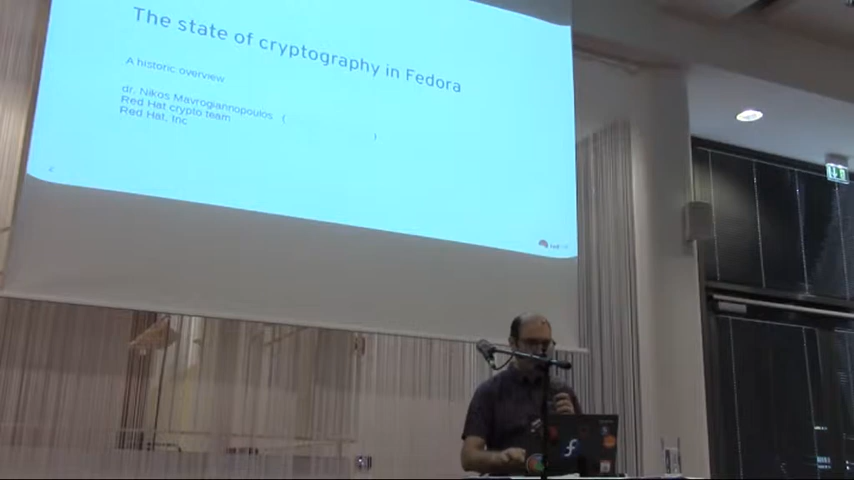 The state of cryptography in Fedora
A historic overview
dr. Nikos Mavrogiannopoulos (
)
Red Hat crypto team
Red Hat, Inc